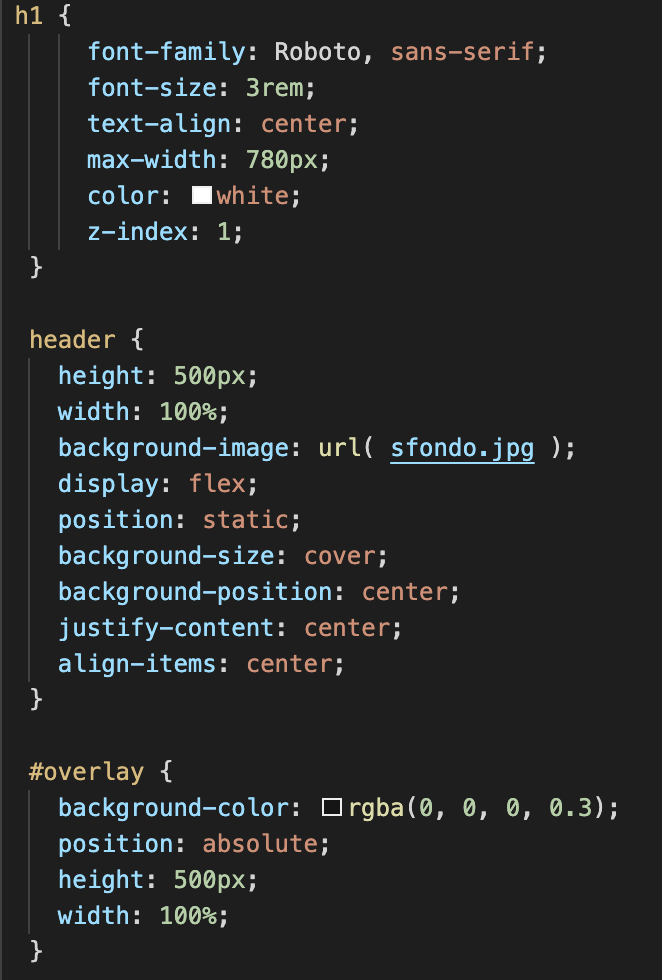 h1 {
font-family: Roboto, sans-serif;
font-size: 3rem;
text-align: center;
max-width: 780px;
color: white;
z-index: 1;
}
header {
height: 500px;
width: 100%;
background-image: url( sfondo.jpg );
display: flex;
position: static;
background-size: cover;
background-position: center;
justify-content: center;
align-items: center;
}
#overlay {
background-color: rgba(0, 0, 0, 0.3);
position: absolute;
height: 500px;
width: 100%;
}